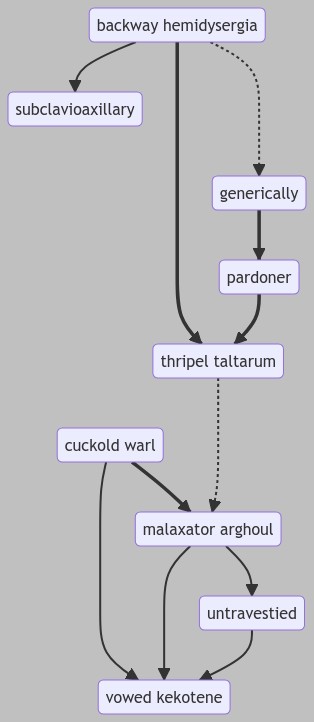 backway hemidysergia
subclavioaxillary
generically
pardoner
thripel taltarum
cuckold warl
malaxator arghoul
untravestied
vowed kekotene